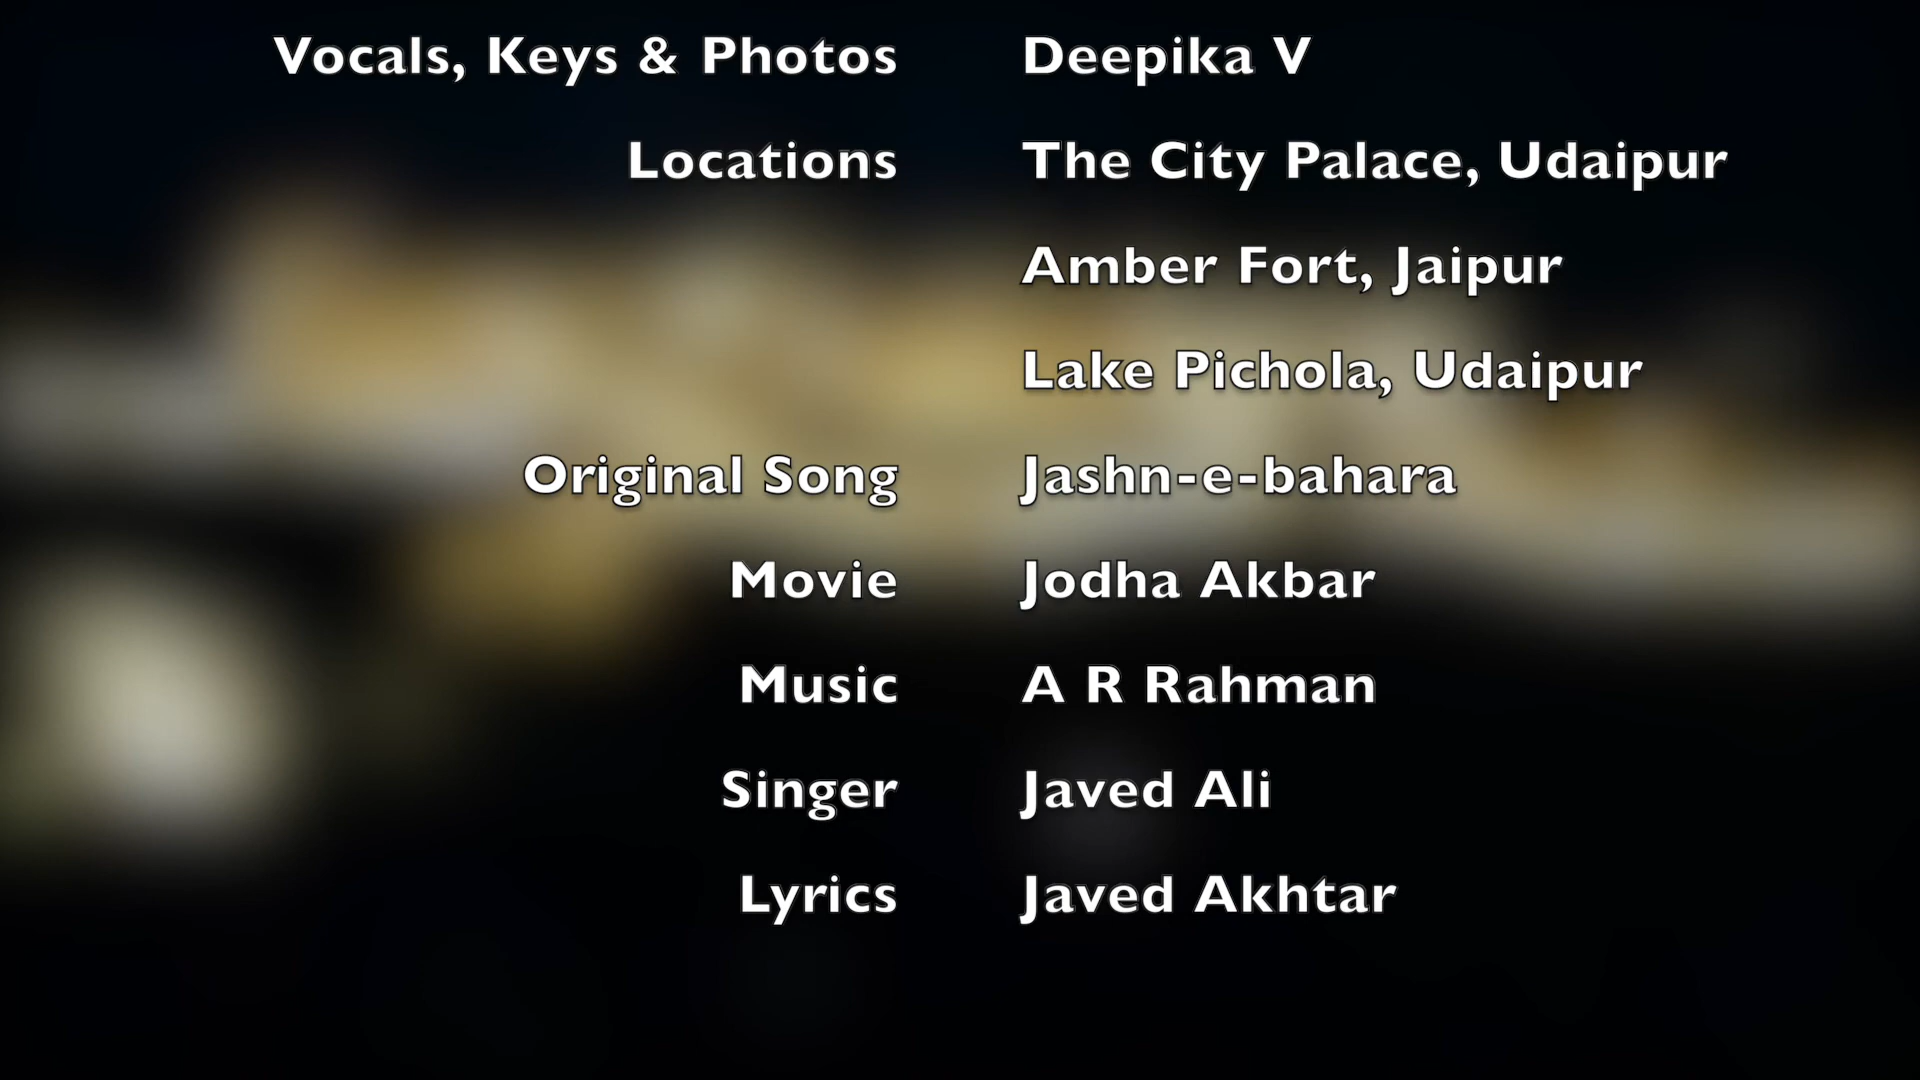 Vocals, Keys & Photos Deepika V
Locations The City Palace, Udaipur
Amber Fort, Jaipur
Lake Pichola, Udaipur
Original Song Jashn-e-bahara
Movie Jodha Akbar
Music A R Rahman
Singer Javed Ali
Lyrics Javed Akhtar